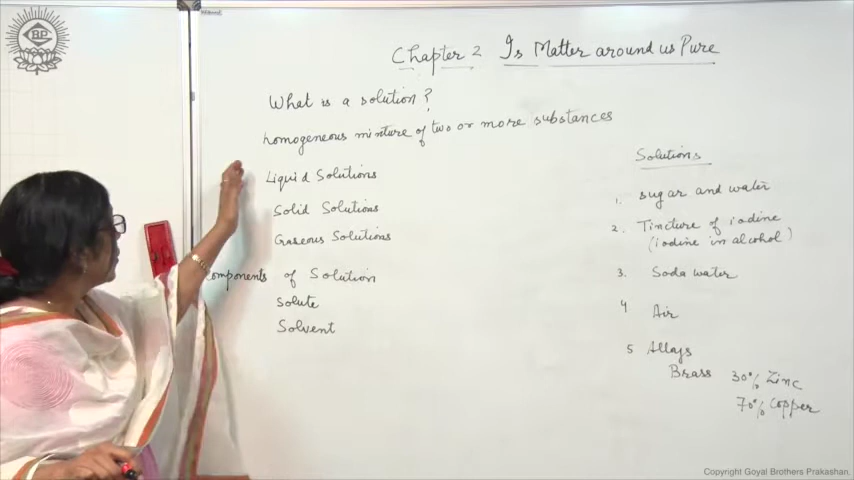 Chapter 2 Is Matter around us Pure
What is a solution?
homogeneous mixture of two or more substances
Liquid Solutions
Solid Solutions
Gaseous Solutions
omponents of Solution
Solute
Solvent
Solutions
1. sugar and water
2. Tincture of iodine
(iodine in alcohol)
3. Soda water
4 Air
5 Alloys
Brass 30% Zinc
70% Copper
Copyright Goyal Brothers Prakashan.